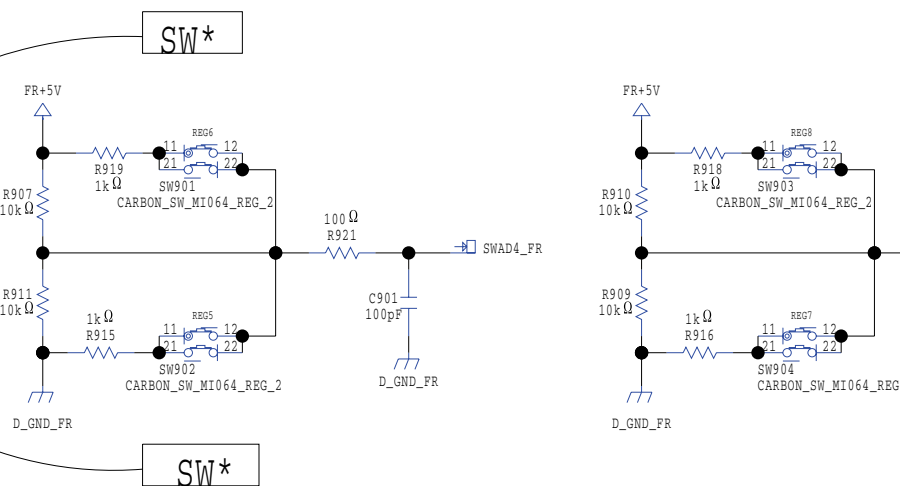 SW*
FR+5V
FR+5V
REG6
REG8
11 12
11 12
21 22
21 22
R919
1kΩ
SW901
CARBON_SW_MI064_REG_2
R918
1kΩ
SW903
CARBON_SW_MI064_REG_2
R907
10kΩ
R910
10kΩ
100Ω
R921
SWAD4_FR
R911
10kΩ
C901
100pF
R909
10kΩ
1kΩ
R915
1kΩ
R916
REG5
REG7
11 12
11 12
21 22
21 22
SW902
CARBON_SW_MI064_REG_2
SW904
CARBON_SW_MI064_REG
D_GND_FR
D_GND_FR
D_GND_FR
SW*